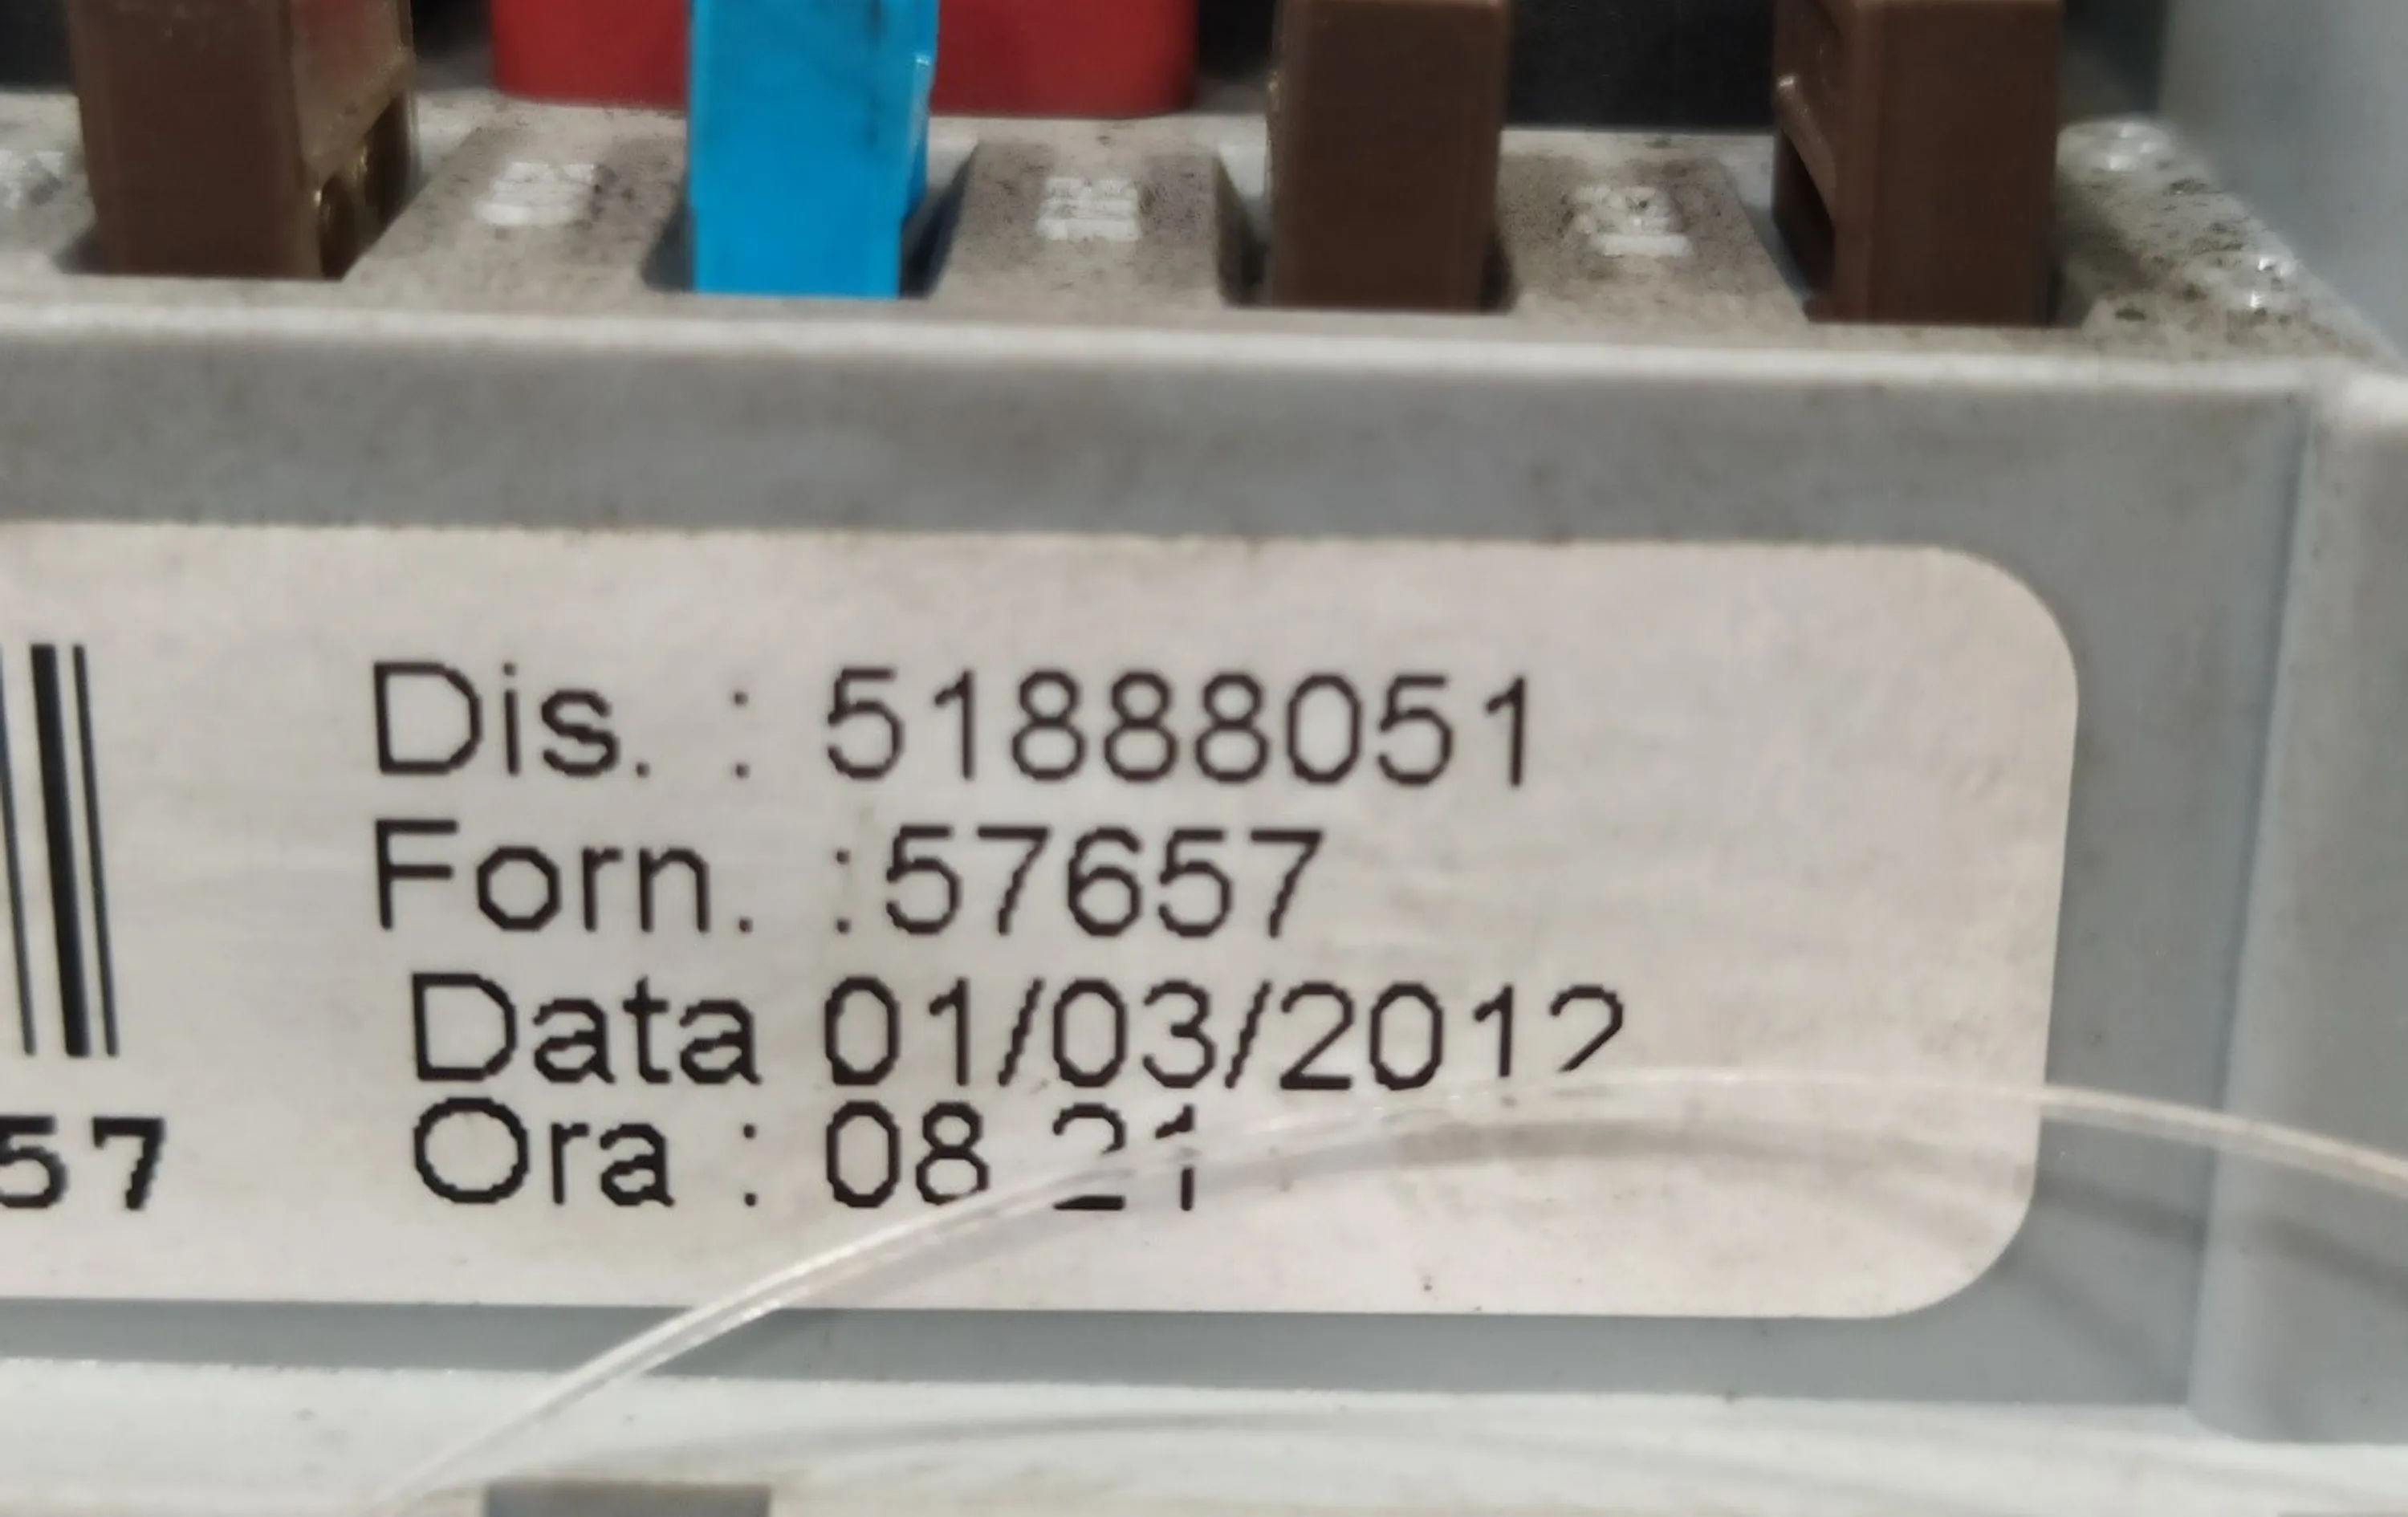 Dis. : 51888051
Forn. :57657
Data 01/03/2012
Ora : 08 21
57